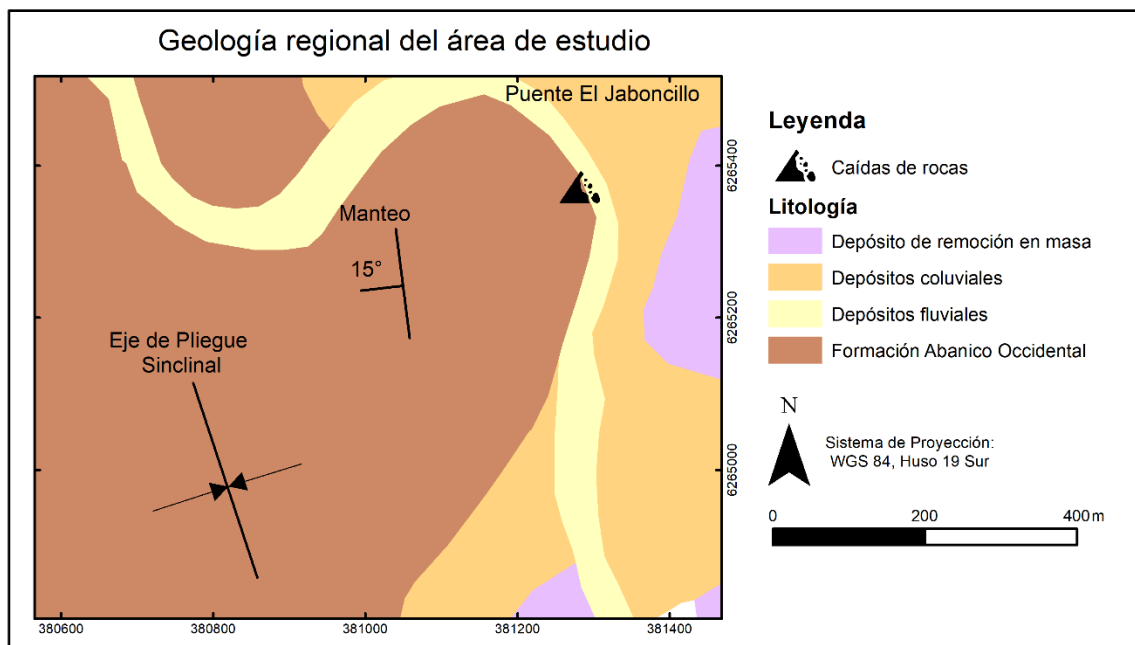 Geología regional del área de estudio
Puente El Jaboncillo
Manteo
15°
Eje de Pliegue
Sinclinal
6265400
6265200
6265000
380600
380800
381000
381200
381400
Leyenda
Caídas de rocas
Litología
Depósito de remoción en masa
Depósitos coluviales
Depósitos fluviales
Formación Abanico Occidental
N
Sistema de Proyección:
WGS 84, Huso 19 Sur
0
200
400 m